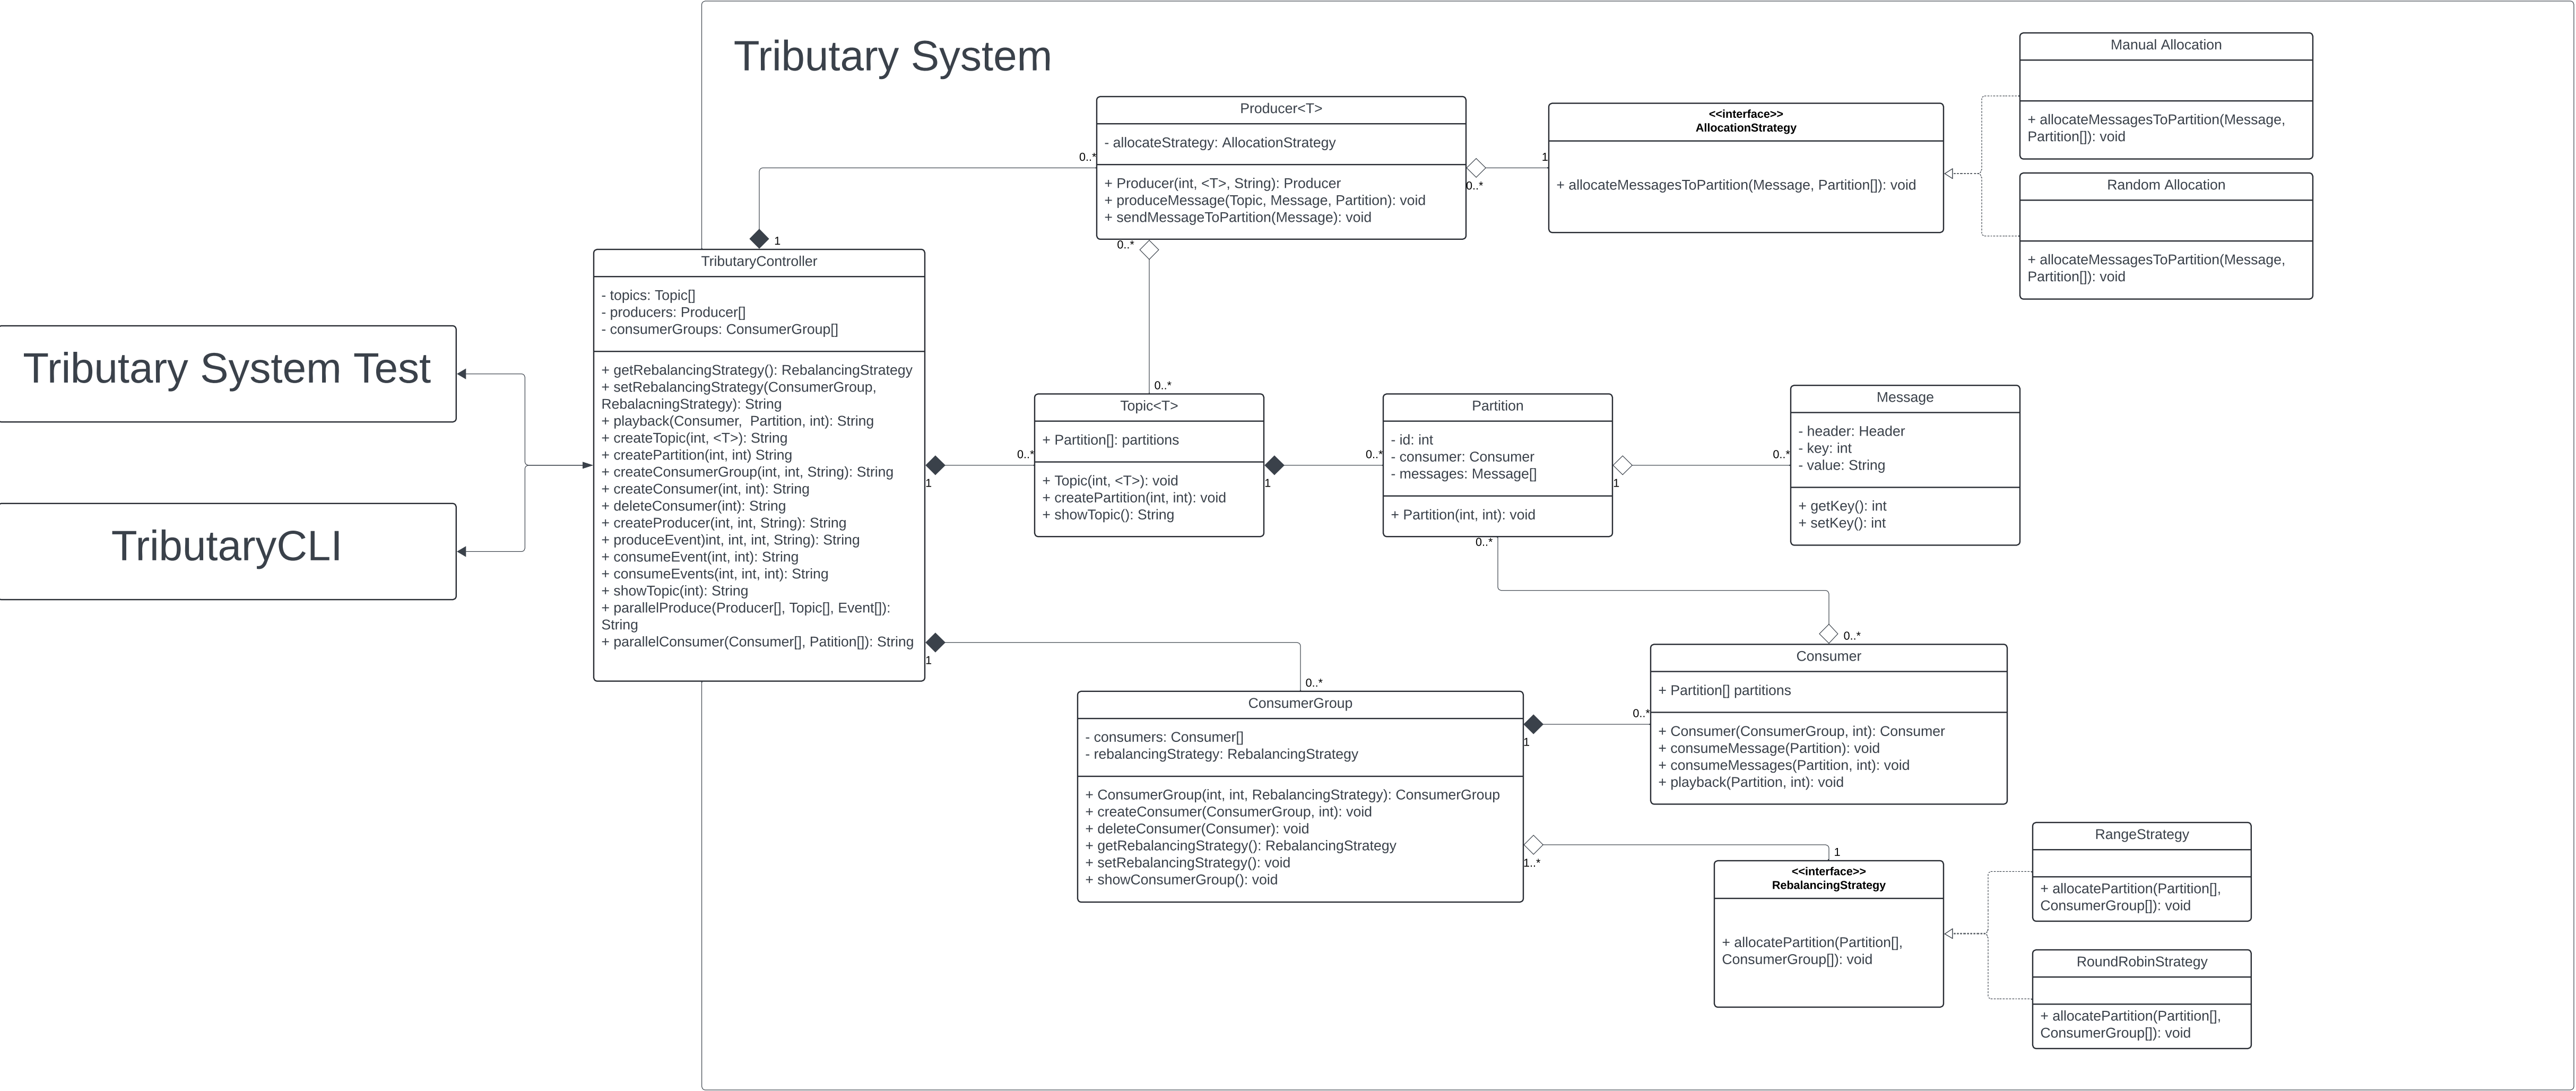 Tributary System
Manual Allocation
+ allocateMessagesToPartition(Message,
Partition[]): void
Producer<T>
- allocateStrategy: AllocationStrategy
+ Producer(int, <T>, String): Producer
+ produceMessage(Topic, Message, Partition): void
+ sendMessageToPartition(Message): void
<<interface>>
AllocationStrategy
+ allocateMessagesToPartition(Message, Partition[]): void
0..*
0..*
1
Random Allocation
+ allocateMessagesToPartition(Message,
Partition[]): void
1
0..*
0..*
TributaryController
- topics: Topic[]
- producers: Producer[]
- consumerGroups: ConsumerGroup[]
+ getRebalancingStrategy(): RebalancingStrategy
+ setRebalancingStrategy(ConsumerGroup,
RebalacningStrategy): String
+ playback(Consumer,  Partition, int): String
+ createTopic(int, <T>): String
+ createPartition(int, int) String
+ createConsumerGroup(int, int, String): String
+ createConsumer(int, int): String
+ deleteConsumer(int): String
+ createProducer(int, int, String): String
+ produceEvent)int, int, int, String): String
+ consumeEvent(int, int): String
+ consumeEvents(int, int, int): String
+ showTopic(int): String
+ parallelProduce(Producer[], Topic[], Event[]):
String
+ parallelConsumer(Consumer[], Patition[]): String
Tributary System Test
TributaryCLI
1
0..*
Topic<T>
+ Partition[]: partitions
+ Topic(int, <T>): void
+ createPartition(int, int): void
+ showTopic(): String
1
0..*
Partition
- id: int
- consumer: Consumer
- messages: Message[]
+ Partition(int, int): void
1
0..*
Message
- header: Header
- key: int
- value: String
+ getKey(): int
+ setKey(): int
0..*
0..*
1
0..*
Consumer
+ Partition[] partitions
+ Consumer(ConsumerGroup, int): Consumer
+ consumeMessage(Partition): void
+ consumeMessages(Partition, int): void
+ playback(Partition, int): void
ConsumerGroup
- consumers: Consumer[]
- rebalancingStrategy: RebalancingStrategy
+ ConsumerGroup(int, int, RebalancingStrategy): ConsumerGroup
+ createConsumer(ConsumerGroup, int): void
+ deleteConsumer(Consumer): void
+ getRebalancingStrategy(): RebalancingStrategy
+ setRebalancingStrategy(): void
+ showConsumerGroup(): void
1
0..*
1..*
1
<<interface>>
RebalancingStrategy
+ allocatePartition(Partition[],
ConsumerGroup[]): void
RangeStrategy
+ allocatePartition(Partition[],
ConsumerGroup[]): void
RoundRobinStrategy
+ allocatePartition(Partition[],
ConsumerGroup[]): void